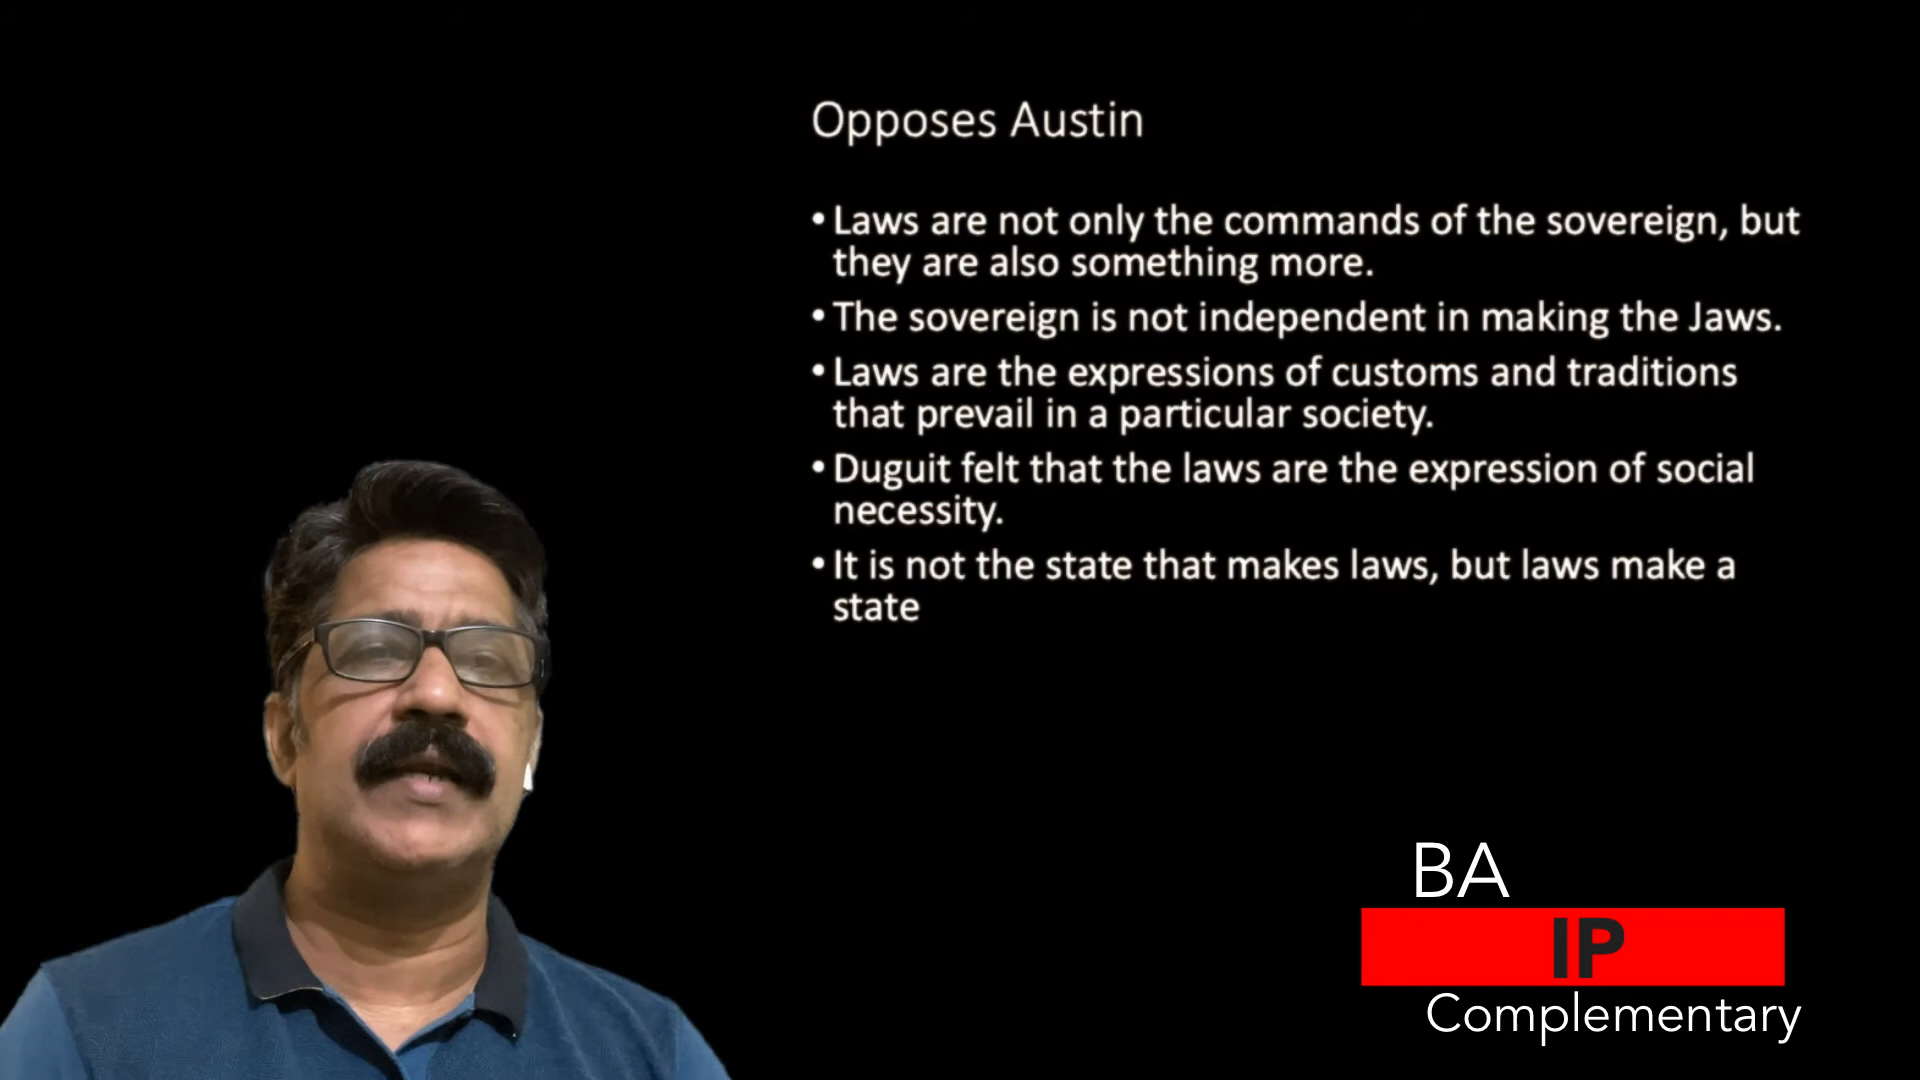 Opposes Austin
• Laws are not only the commands of the sovereign, but
they are also something more.
• The sovereign is not independent in making the Jaws.
• Laws are the expressions of customs and traditions
that prevail in a particular society.
• Duguit felt that the laws are the expression of social
necessity.
• It is not the state that makes laws, but laws make a
state
BA
IP
Complementary